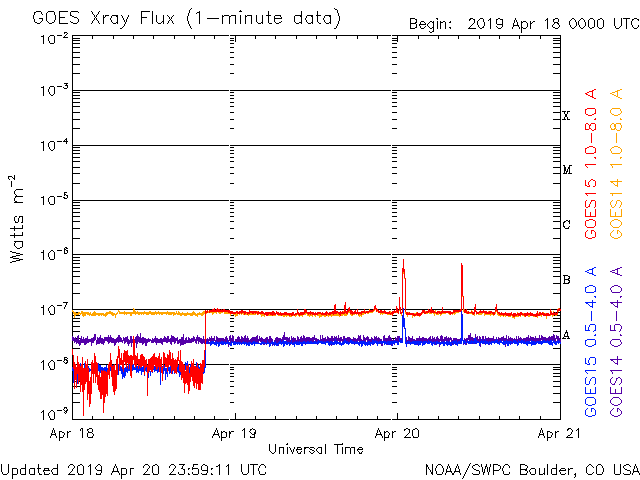 GOES Xray Flux (1-minute data)
Begin: 2019 Apr 18 0000 UTC
10-2
10-3
10-4
10-5
10-6
10-7
10-8
10-9
Watts m-2
X
M
C
B
A
GOES15 1.0-8.0 A
GOES14 1.0-8.0 A
GOES15 0.5-4.0 A
GOES14 0.5-4.0 A
Apr 18
Apr 19
Apr 20
Apr 21
Universal Time
Updated 2019 Apr 20 23:59:11 UTC
NOAA/SWPC Boulder, CO USA